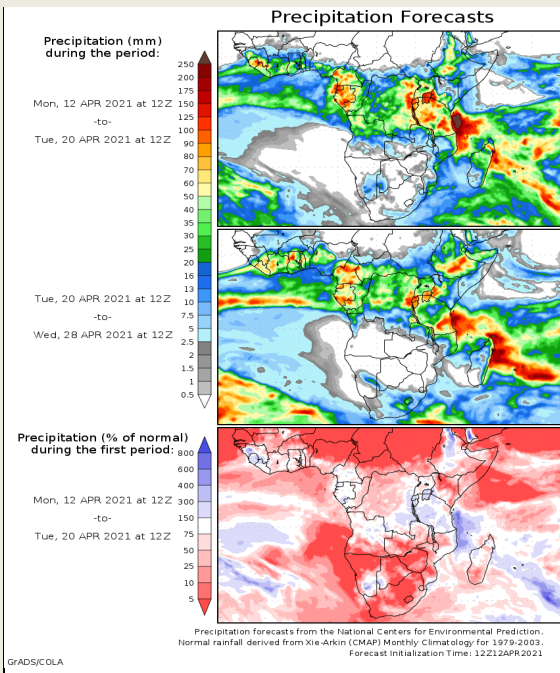 Precipitation Forecasts
Precipitation (mm)
during the period:
250
200
175
150
125
100
90
80
70
60
50
40
35
30
25
20
16
13
10
7.5
5
2.5
2
1.5
1
0.5
Mon, 12 APR 2021 at 12Z
-to-
Tue, 20 APR 2021 at 12Z
Tue, 20 APR 2021 at 12Z
-to-
Wed, 28 APR 2021 at 12Z
Precipitation (% of normal)
during the first period:
800
600
400
300
150
75
50
25
10
5
Mon, 12 APR 2021 at 12Z
-to-
Tue, 20 APR 2021 at 12Z
Precipitation forecasts from the National Centers for Environmental Prediction.
Normal rainfall derived from Xie-Arkin (CMAP) Monthly Climatology for 1979-2003.
Forecast Initialization Time: 12Z12APR2021
GrADS/COLA